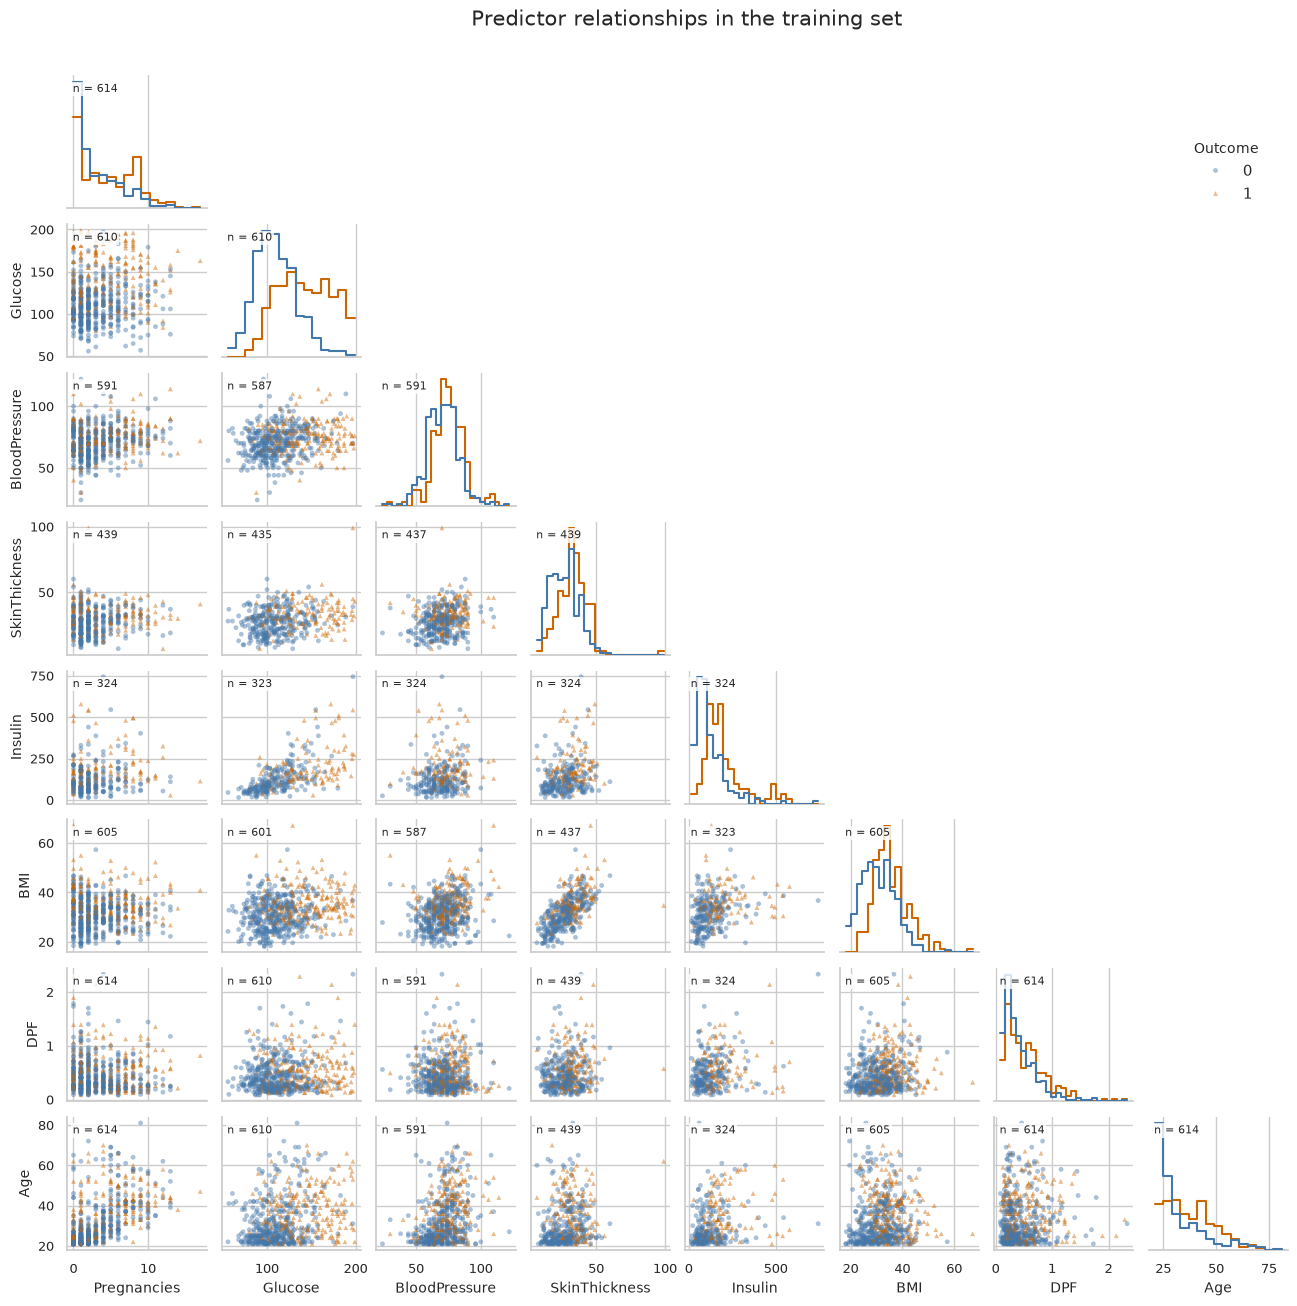 Predictor relationships in the training set
n = 614
Outcome
0
1
200
150
100
50
Glucose
n = 610
n = 610
100
50
BloodPressure
n = 591
n = 587
n = 591
100
50
SkinThickness
n = 439
n = 435
n = 437
n = 439
750
500
250
0
Insulin
n = 324
n = 323
n = 324
n = 324
n = 324
60
40
20
BMI
n = 605
n = 601
n = 587
n = 437
n = 323
n = 605
2
1
0
DPF
n = 614
n = 610
n = 591
n = 439
n = 324
n = 605
n = 614
80
60
40
20
Age
n = 614
n = 610
n = 591
n = 439
n = 324
n = 605
n = 614
n = 614
0 10 100 200 50 100 50 100 0 500 20 40 60 0 1 2 25 50 75
Pregnancies Glucose BloodPressure SkinThickness Insulin BMI DPF Age